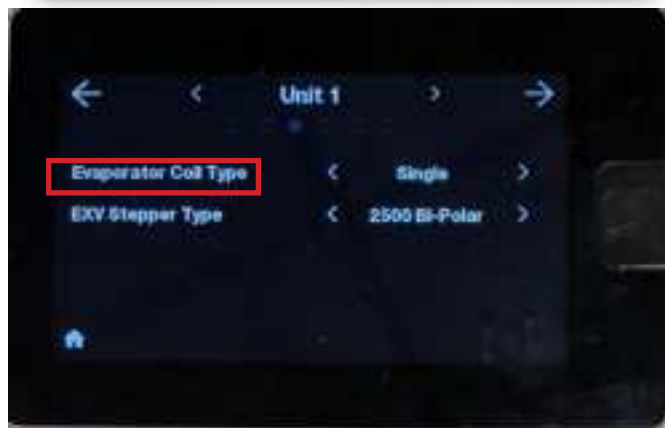 Unit 1
Evaporator Coil Type Single
EXV Stepper Type 2500 Bi-Polar